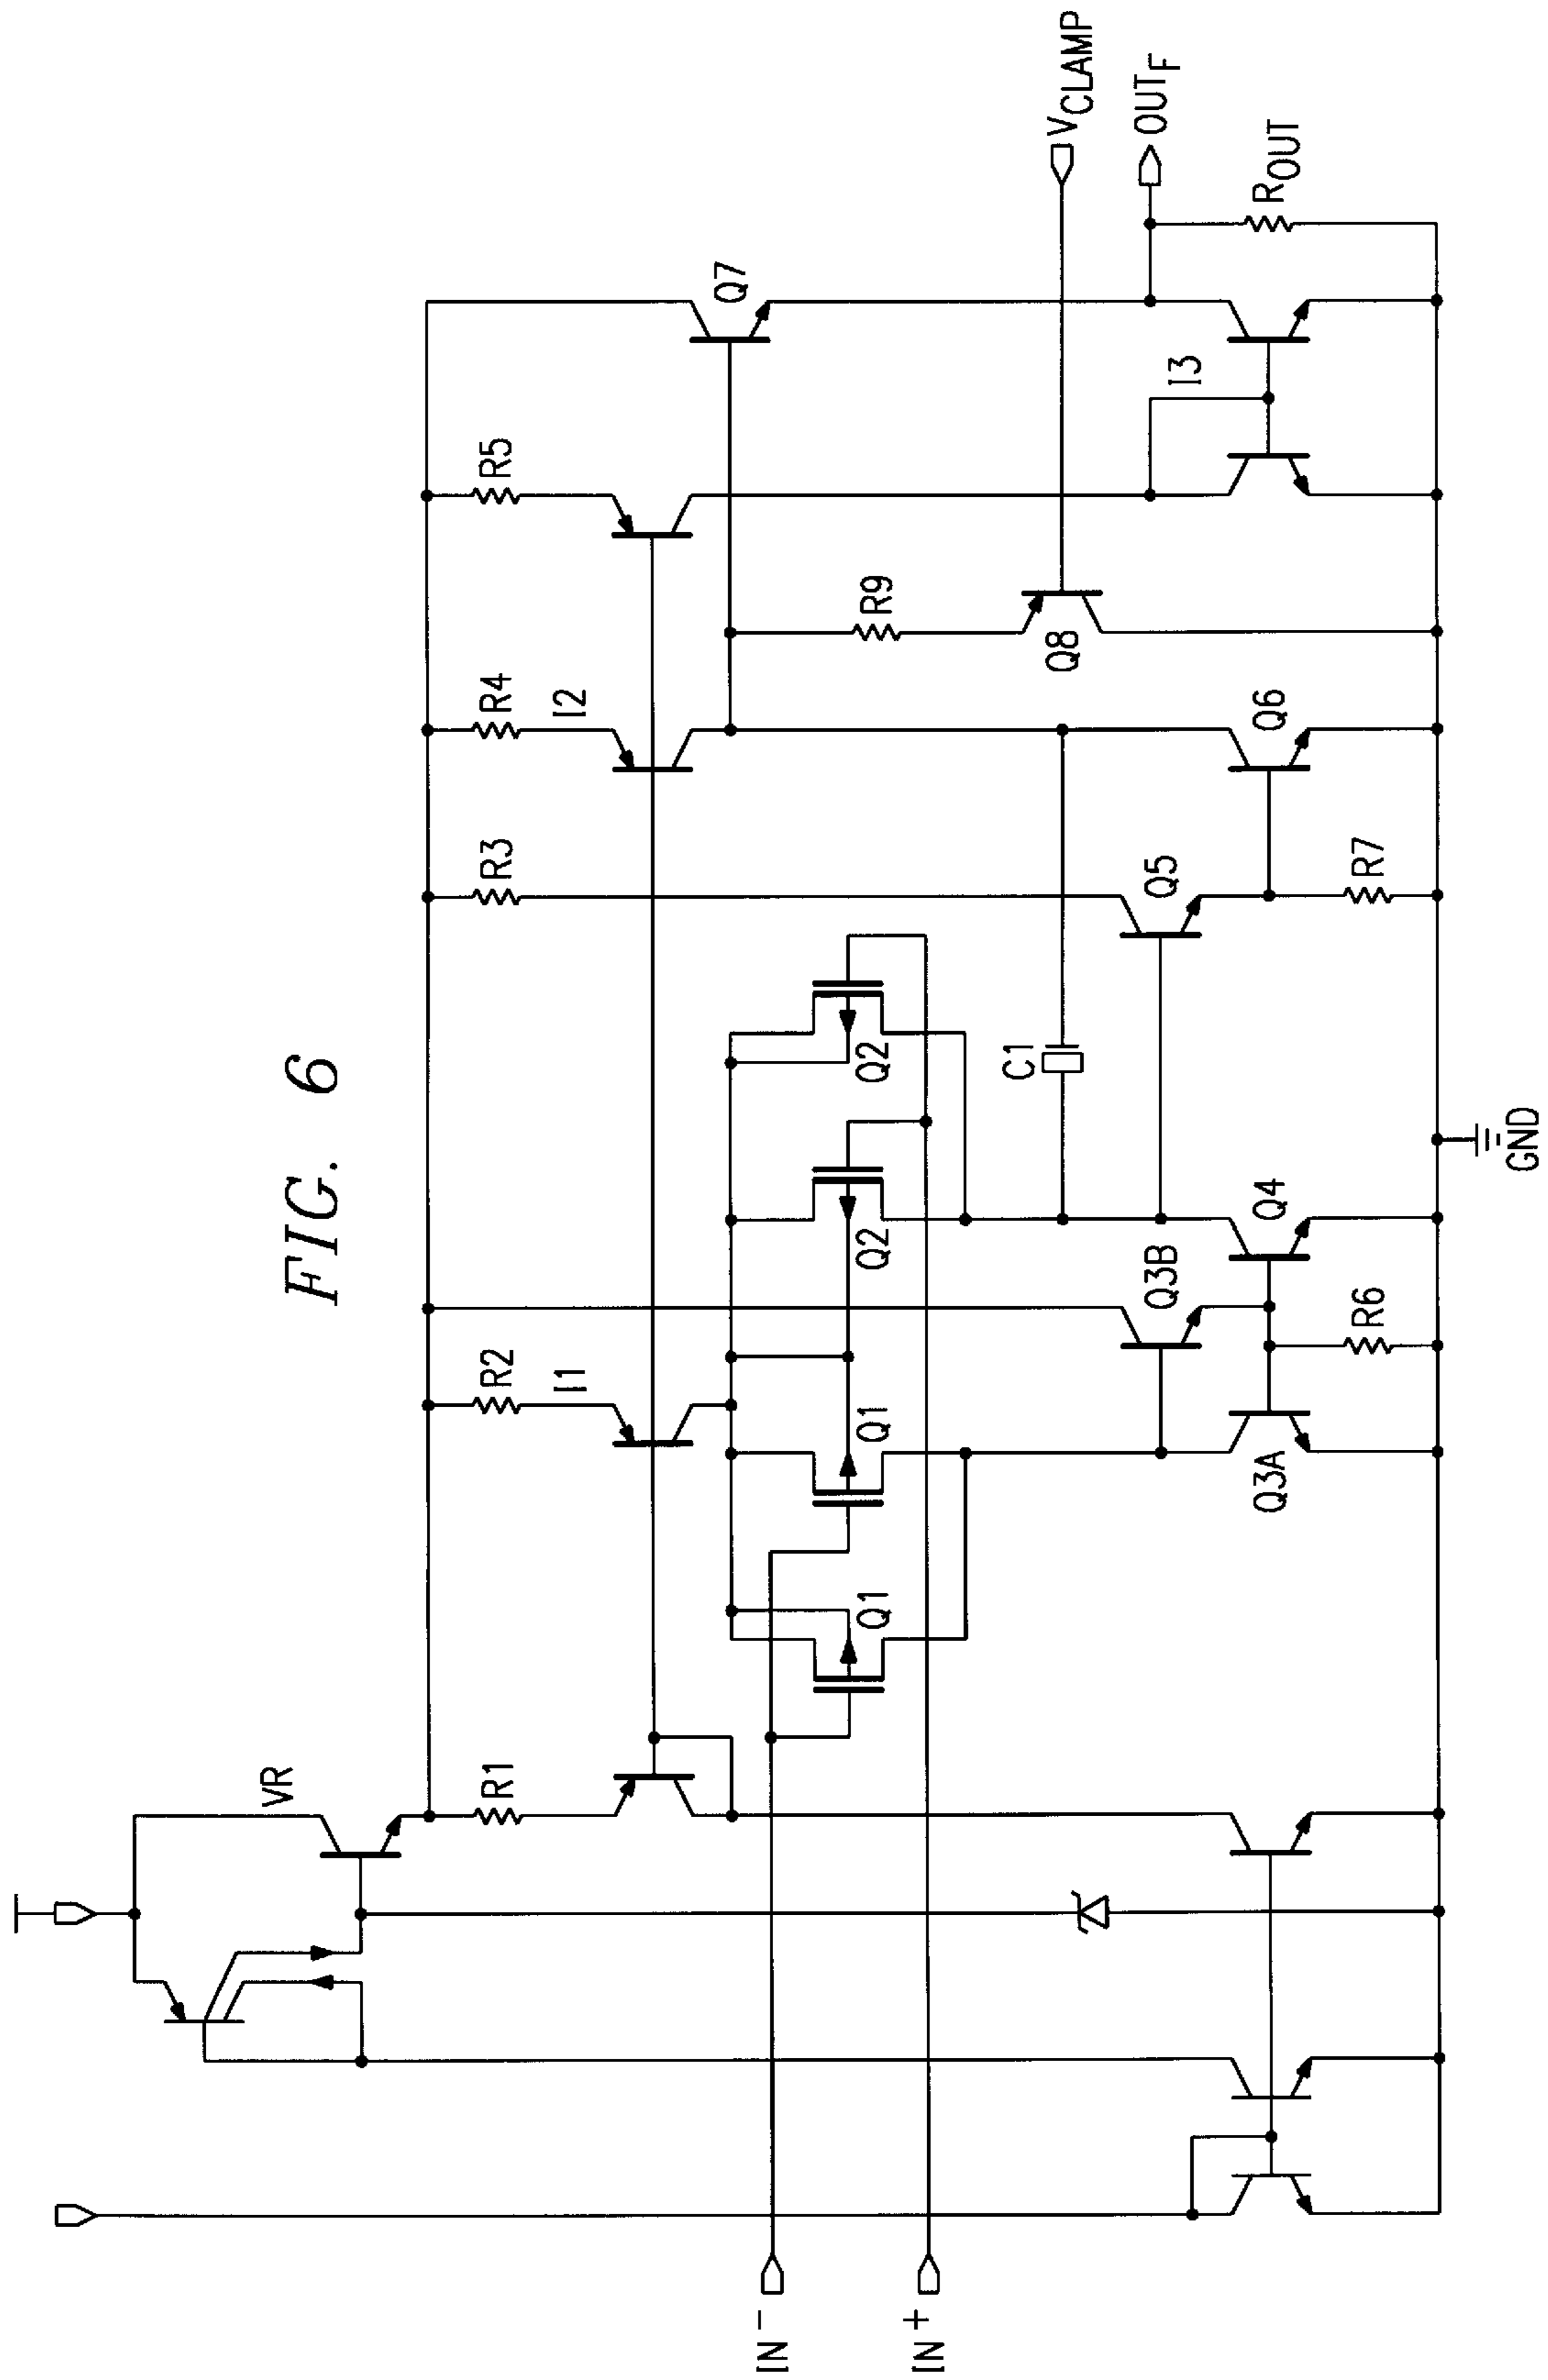 FIG. 6
VR
R1
R2
R3
R4
R5
I1
I2
Q7
Q1
Q1
Q2
Q2
R9
IN-
IN+
C1
Q8
VCLAMP
Q3B
Q5
OUTF
I3
Q3A
Q4
Q6
R6
R7
ROUT
GND